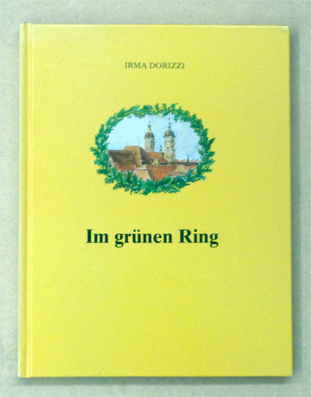 IRMA DORIZZI
Im grünen Ring